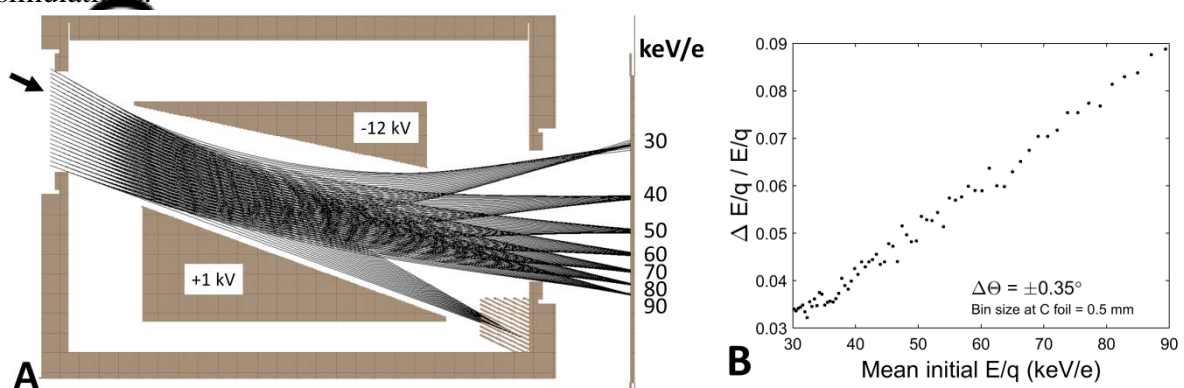 keV/e
-12 kV
+1 kV
30
40
50
60
70
80
90
A
0.09
0.08
0.07
0.06
0.05
0.04
0.03
Δ E/q / E/q
ΔΘ = ±0.35°
Bin size at C foil = 0.5 mm
30 40 50 60 70 80 90
Mean initial E/q (keV/e)
B